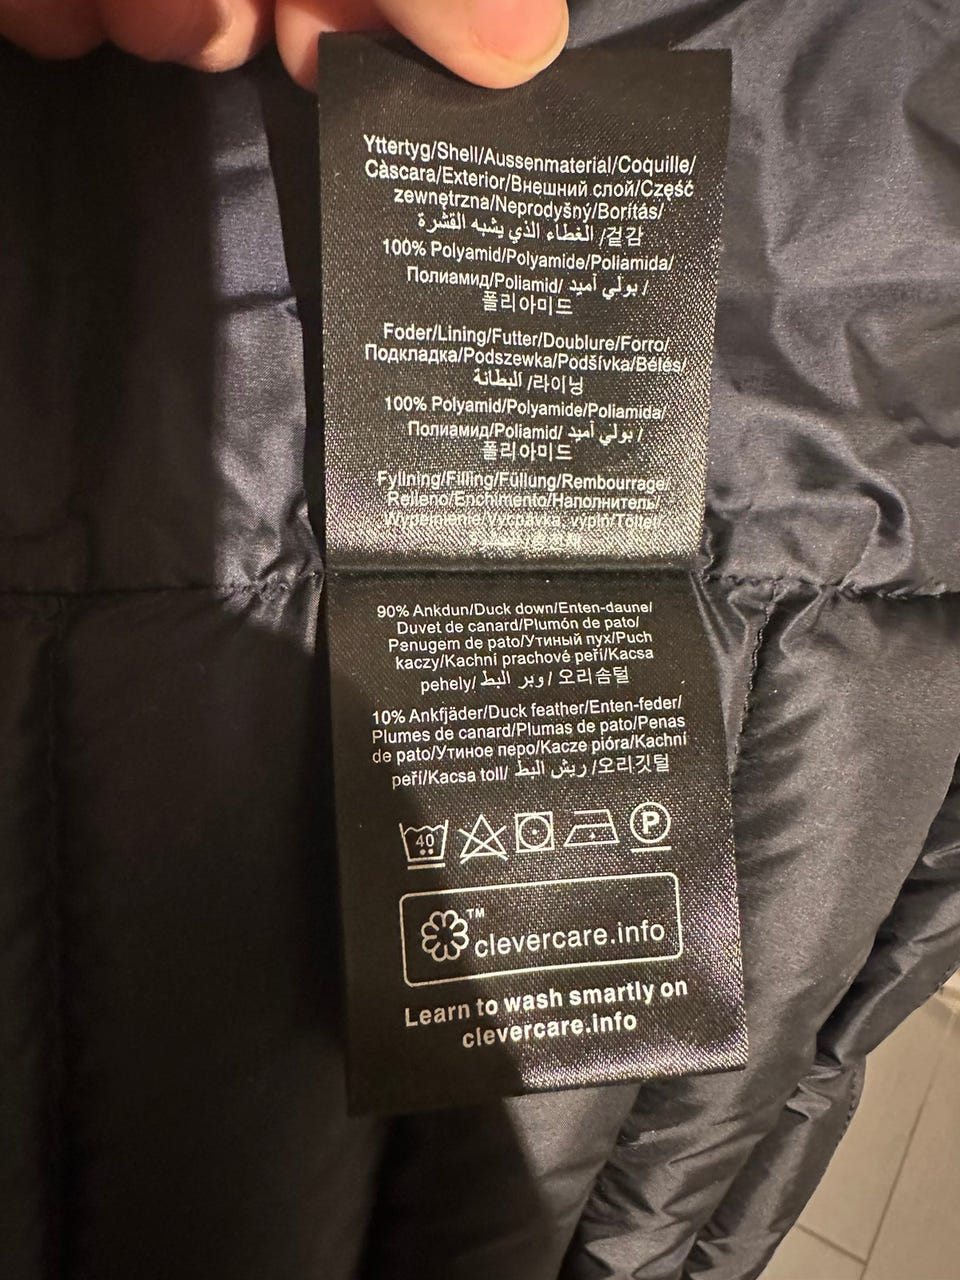 Yttertyg/Shell/Aussenmaterial/Coquille/
Càscara/Exterior/Внешний слой/Część
zewnętrzna/Neprodyšný/Borítás/
겉감/ الغطاء الذي يشبه القشرة
100% Polyamid/Polyamide/Poliamida/
Полиамид/Poliamid/ بولي أميد /
폴리아미드
Foder/Lining/Futter/Doublure/Forro/
Подкладка/Podszewka/Podšívka/Bélés/
البطانة /라이닝
100% Polyamid/Polyamide/Poliamida/
Полиамид/Poliamid/ بولي أميد /
폴리아미드
Fyllning/Filling/Füllung/Rembourrage/
Relleno/Enchimento/Наполнитель/
Wypełnienie/Výcpávka, výplň/Töltet/
90% Ankdun/Duck down/Enten-daune/
Duvet de canard/Plumón de pato/
Penugem de pato/Утиный пух/Puch
kaczy/Kachní prachové peří/Kacsa
pehely/ وبر البط / 오리솜털
10% Ankfjäder/Duck feather/Enten-feder/
Plumes de canard/Plumas de pato/Penas
de pato/Утиное перо/Kacze pióra/Kachní
peří/Kacsa toll/ ريش البط /오리깃털
40 P
™
clevercare.info
Learn to wash smartly on
clevercare.info